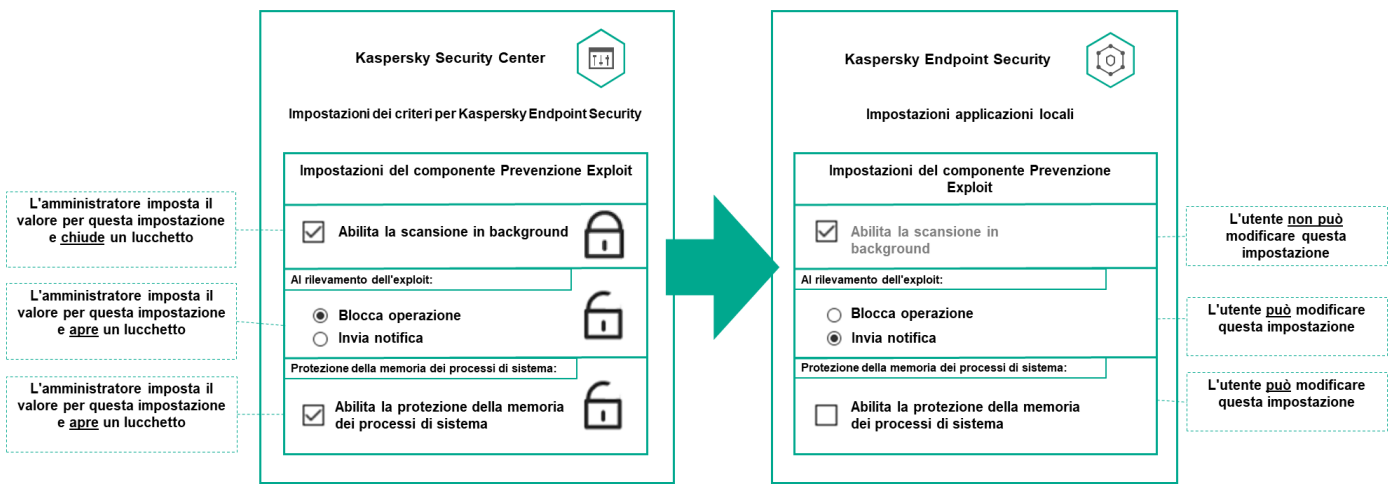 Kaspersky Security Center
Impostazioni dei criteri per Kaspersky Endpoint Security
Impostazioni del componente Prevenzione Exploit
L'amministratore imposta il
valore per questa impostazione
e chiude un lucchetto
Abilita la scansione in background
Al rilevamento dell'exploit:
L'amministratore imposta il
valore per questa impostazione
e apre un lucchetto
Blocca operazione
Invia notifica
Protezione della memoria dei processi di sistema:
L'amministratore imposta il
valore per questa impostazione
e apre un lucchetto
Abilita la protezione della memoria
dei processi di sistema
Kaspersky Endpoint Security
Impostazioni applicazioni locali
Impostazioni del componente Prevenzione
Exploit
Abilita la scansione in
background
L'utente non può
modificare questa
impostazione
Al rilevamento dell'exploit:
Blocca operazione
Invia notifica
L'utente può modificare
questa impostazione
Protezione della memoria dei processi di sistema:
Abilita la protezione della memoria
dei processi di sistema
L'utente può modificare
questa impostazione